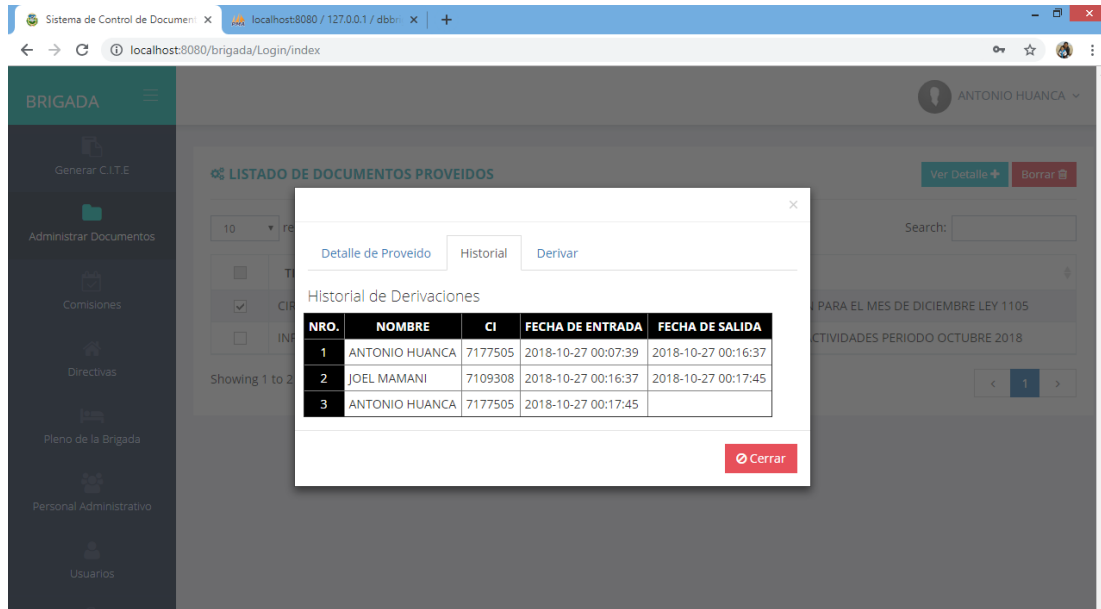 Sistema de Control de Document
localhost:8080 / 127.0.0.1 / dbbr
localhost:8080/brigada/Login/index
BRIGADA
ANTONIO HUANCA
Generar C.I.T.E
Administrar Documentos
Comisiones
Directivas
Pleno de la Brigada
Personal Administrativo
Usuarios
LISTADO DE DOCUMENTOS PROVEIDOS
Ver Detalle
Borrar
10 re
Search:
TI
CIR N PARA EL MES DE DICIEMBRE LEY 1105
INF CTIVIDADES PERIODO OCTUBRE 2018
Showing 1 to 2
1
×
Detalle de Proveido Historial Derivar
Historial de Derivaciones
NRO. NOMBRE CI FECHA DE ENTRADA FECHA DE SALIDA
1 ANTONIO HUANCA 7177505 2018-10-27 00:07:39 2018-10-27 00:16:37
2 JOEL MAMANI 7109308 2018-10-27 00:16:37 2018-10-27 00:17:45
3 ANTONIO HUANCA 7177505 2018-10-27 00:17:45
Cerrar